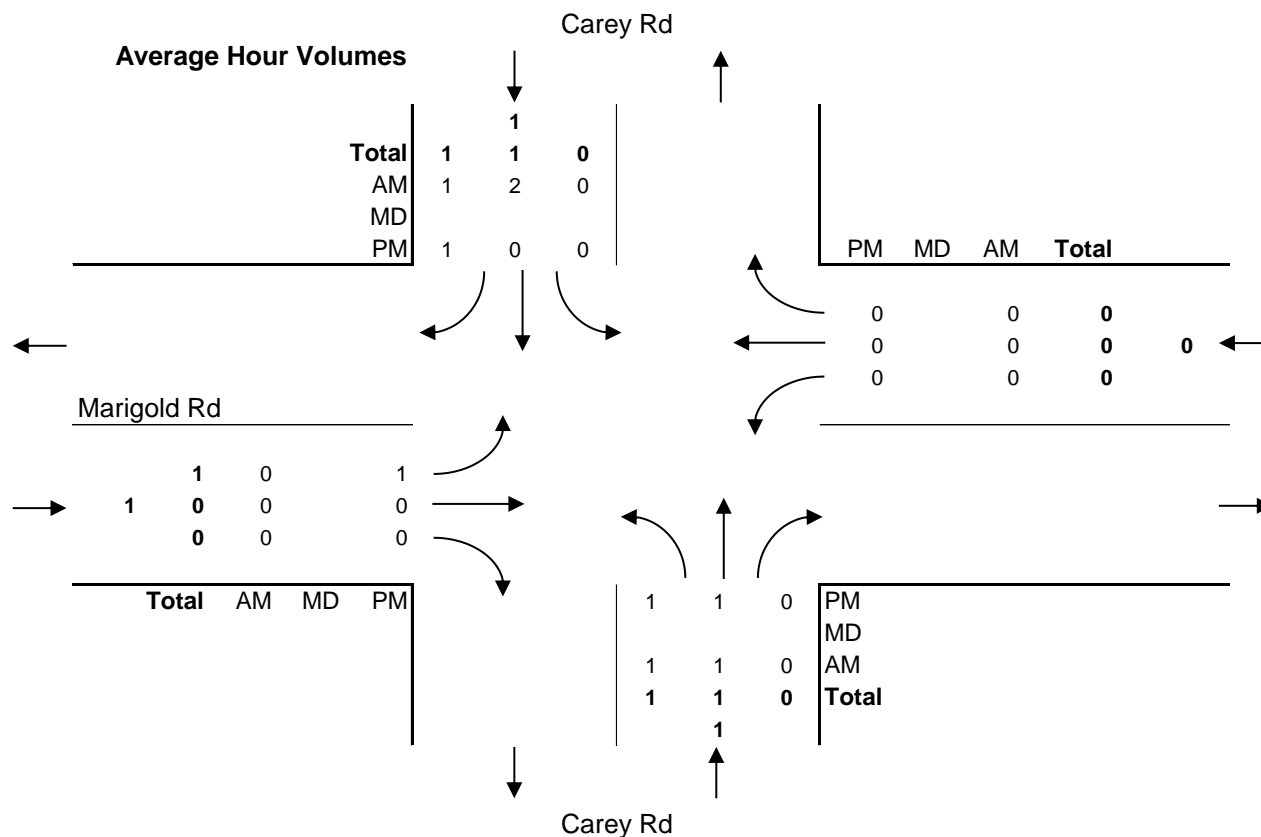 Carey Rd
Average Hour Volumes
1
Total 1 1 0
AM 1 2 0
MD
PM 1 0 0
PM MD AM Total
0 0 0
0 0 0 0
0 0 0
Marigold Rd
1 0 1
1 0 0 0
0 0 0
Total AM MD PM
1 1 0 PM
MD
1 1 0 AM
1 1 0 Total
1
Carey Rd